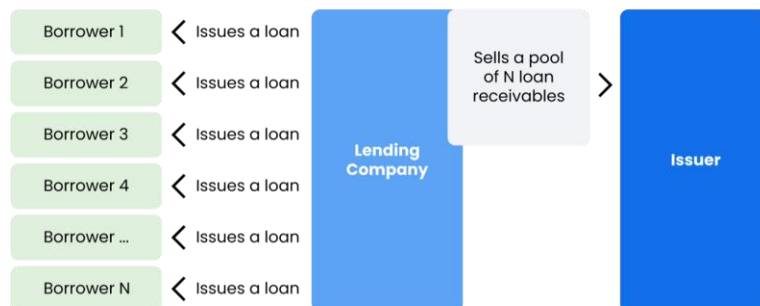 Borrower 1
Issues a loan
Borrower 2
Issues a loan
Borrower 3
Issues a loan
Borrower 4
Issues a loan
Borrower ...
Issues a loan
Borrower N
Issues a loan
Lending
Company
Sells a pool
of N loan
receivables
Issuer